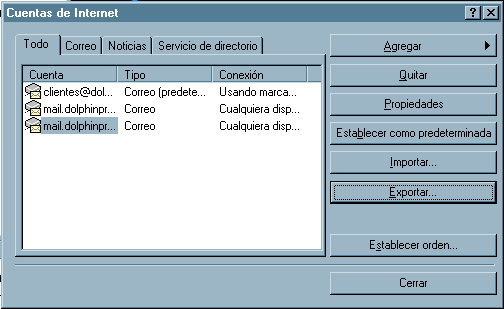 Cuentas de Internet
Todo Correo Noticias Servicio de directorio
Cuenta Tipo Conexión
clientes@dol... Correo (predete... Usando marca...
mail.dolphinpr... Correo Cualquiera disp...
mail.dolphinpr... Correo Cualquiera disp...
Agregar
Quitar
Propiedades
Establecer como predeterminada
Importar...
Exportar...
Establecer orden...
Cerrar